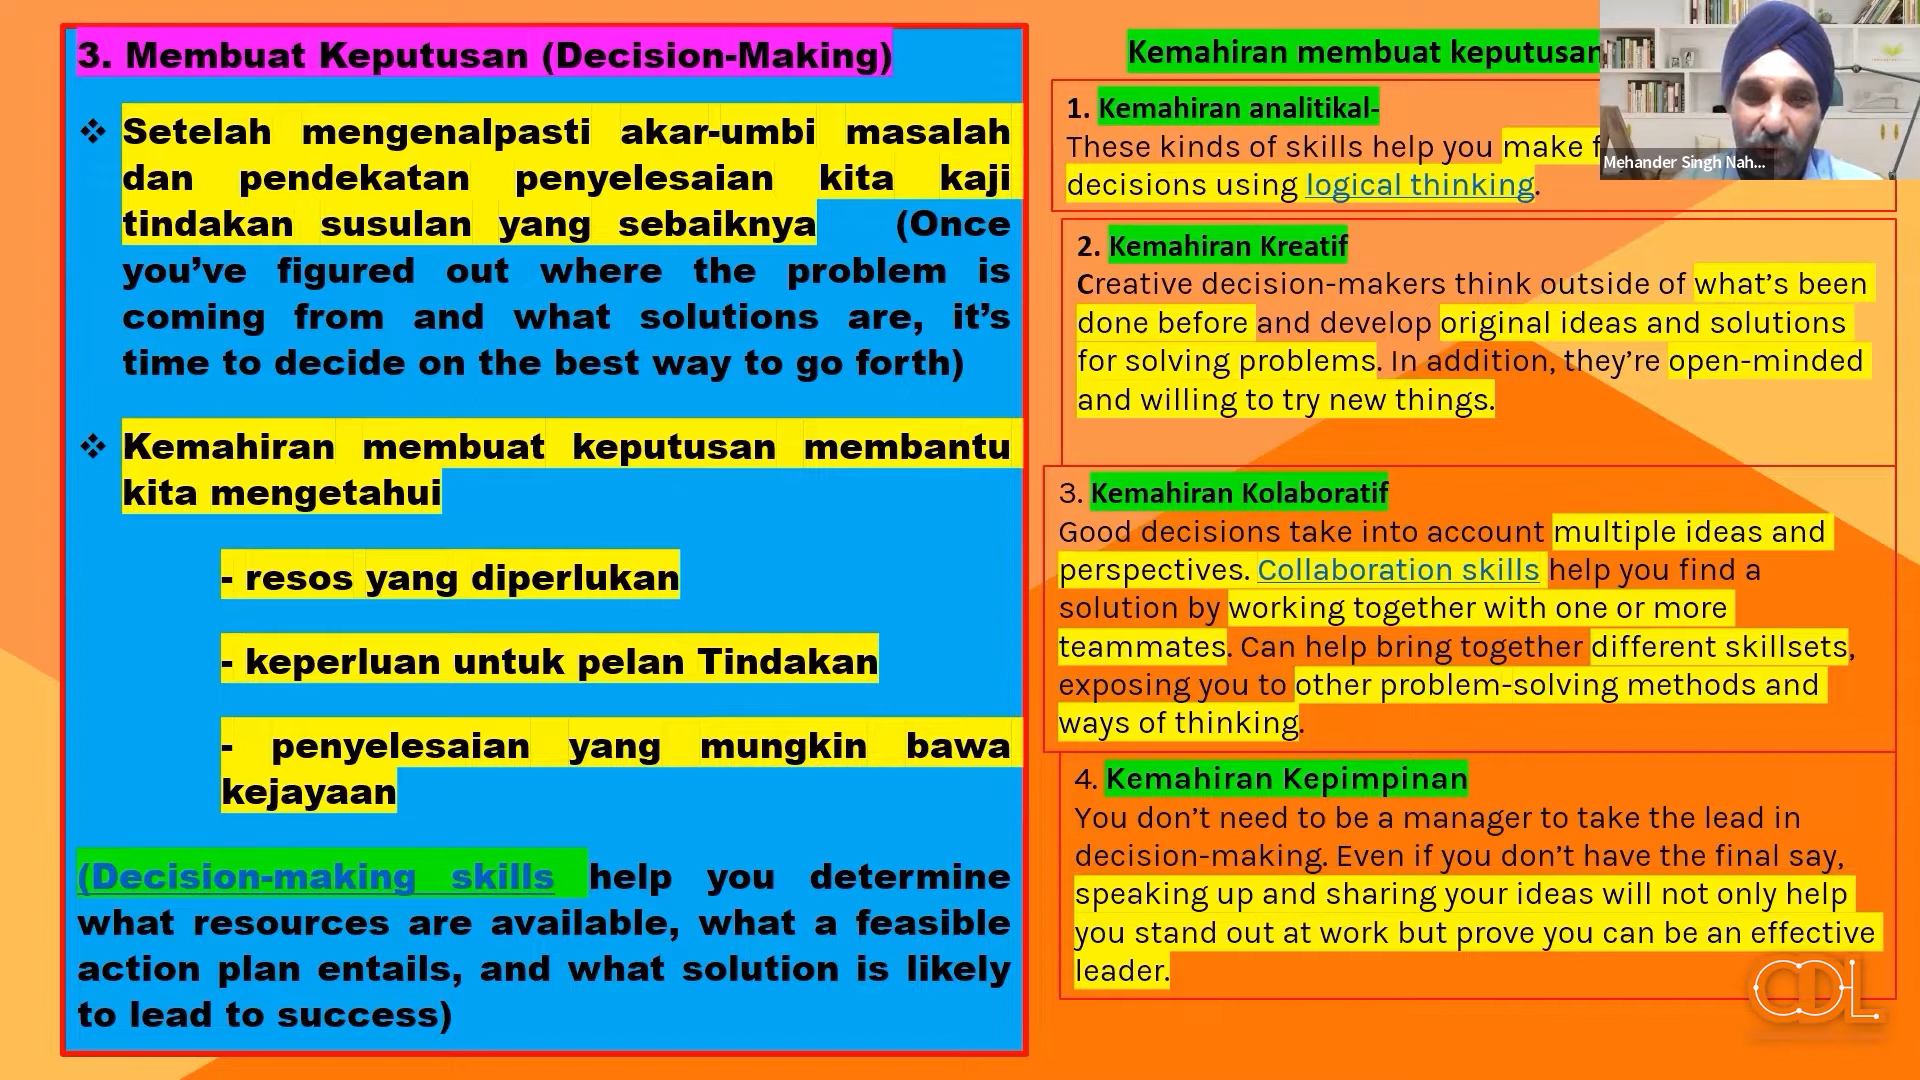 3. Membuat Keputusan (Decision-Making)
❖ Setelah mengenalpasti akar-umbi masalah
dan pendekatan penyelesaian kita kaji
tindakan susulan yang sebaiknya (Once
you’ve figured out where the problem is
coming from and what solutions are, it’s
time to decide on the best way to go forth)
❖ Kemahiran membuat keputusan membantu
kita mengetahui
- resos yang diperlukan
- keperluan untuk pelan Tindakan
- penyelesaian yang mungkin bawa
kejayaan
(Decision-making skills help you determine
what resources are available, what a feasible
action plan entails, and what solution is likely
to lead to success)
Kemahiran membuat keputusan
1. Kemahiran analitikal-
These kinds of skills help you make
decisions using logical thinking.
2. Kemahiran Kreatif
Creative decision-makers think outside of what’s been
done before and develop original ideas and solutions
for solving problems. In addition, they’re open-minded
and willing to try new things.
3. Kemahiran Kolaboratif
Good decisions take into account multiple ideas and
perspectives. Collaboration skills help you find a
solution by working together with one or more
teammates. Can help bring together different skillsets,
exposing you to other problem-solving methods and
ways of thinking.
4. Kemahiran Kepimpinan
You don’t need to be a manager to take the lead in
decision-making. Even if you don’t have the final say,
speaking up and sharing your ideas will not only help
you stand out at work but prove you can be an effective
leader.
Mehander Singh Nah...
CDL